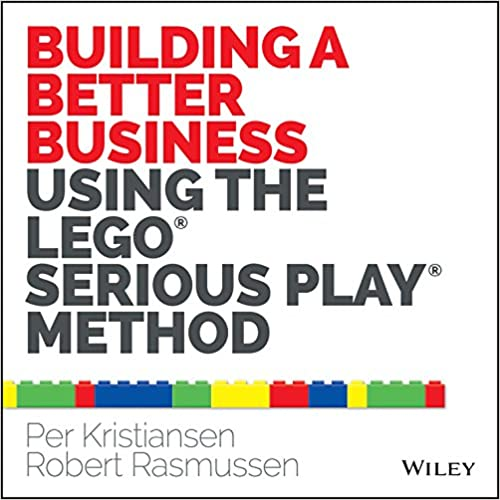 BUILDING A
BETTER
BUSINESS
USING THE
LEGO®
SERIOUS PLAY®
METHOD
Per Kristiansen
Robert Rasmussen
WILEY